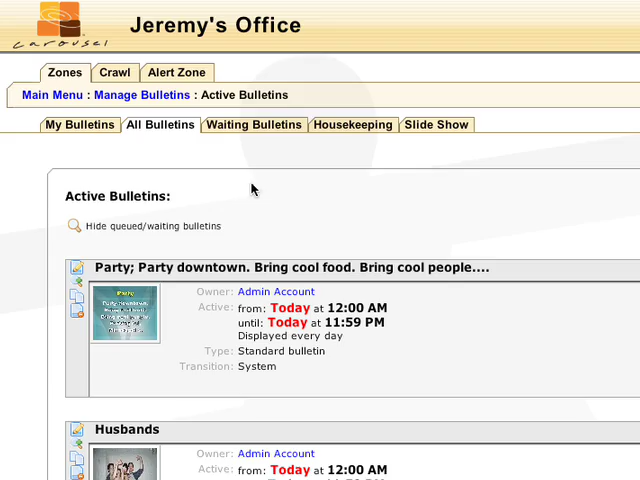 Jeremy's Office
carousel
Zones Crawl Alert Zone
Main Menu : Manage Bulletins : Active Bulletins
My Bulletins All Bulletins Waiting Bulletins Housekeeping Slide Show
Active Bulletins:
Hide queued/waiting bulletins
Party; Party downtown. Bring cool food. Bring cool people....
Party
Party downtown.
Owner: Admin Account
Active: from: Today at 12:00 AM
until: Today at 11:59 PM
Displayed every day
Type: Standard bulletin
Transition: System
Husbands
Owner: Admin Account
Active: from: Today at 12:00 AM